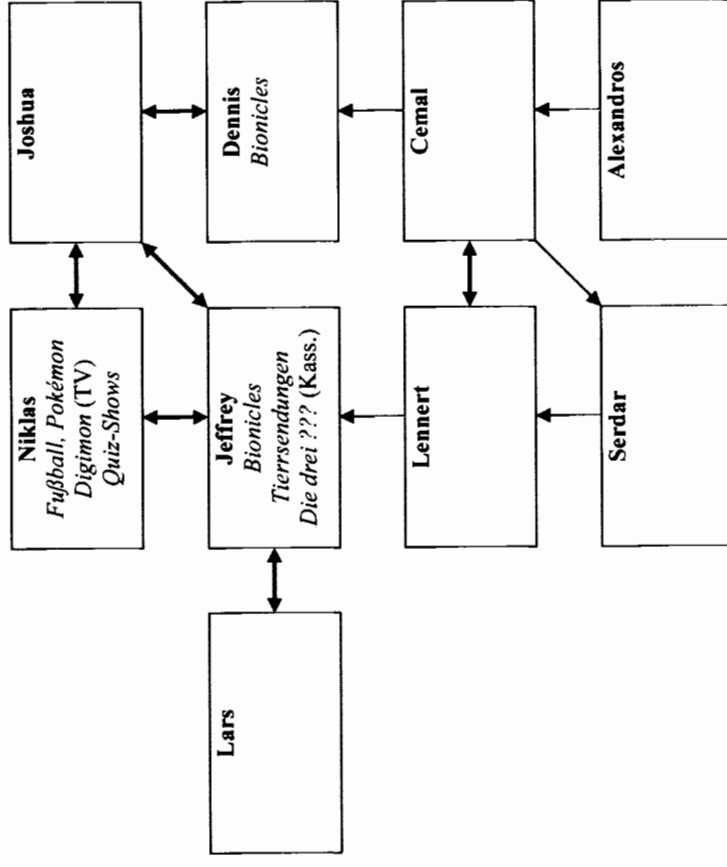 Niklas
Fußball, Pokémon
Digimon (TV)
Quiz-Shows
Joshua
Lars
Jeffrey
Bionicles
Tierrsendungen
Die drei ??? (Kass.)
Dennis
Bionicles
Lennert
Cemal
Serdar
Alexandros